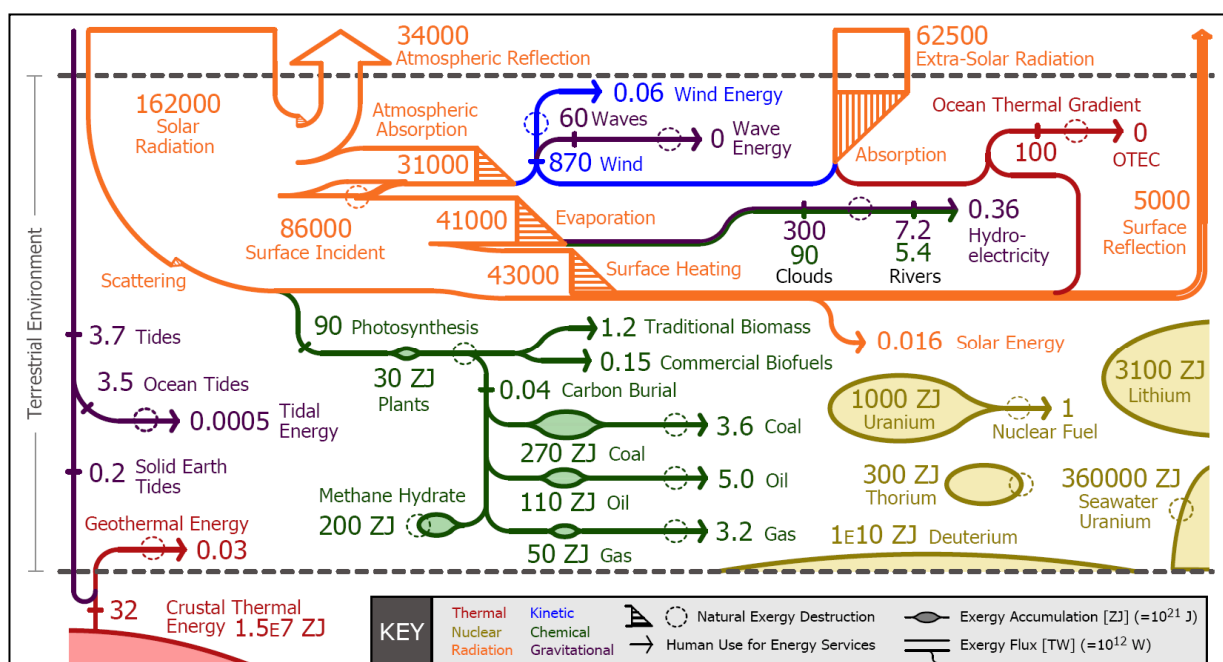 34000
Atmospheric Reflection
62500
Extra-Solar Radiation
162000
Solar
Radiation
Atmospheric
Absorption
31000
0.06 Wind Energy
60 Waves
0 Wave
Energy
870 Wind
Absorption
Ocean Thermal Gradient
100
0
OTEC
86000
Surface Incident
41000
Evaporation
300
90
Clouds
7.2
5.4
Rivers
0.36
Hydro-
electricity
5000
Surface
Reflection
Scattering
43000
Surface Heating
Terrestrial Environment
3.7 Tides
3.5 Ocean Tides
0.0005 Tidal
Energy
0.2 Solid Earth
Tides
90 Photosynthesis
30 ZJ
Plants
1.2 Traditional Biomass
0.15 Commercial Biofuels
0.04 Carbon Burial
270 ZJ Coal
3.6 Coal
110 ZJ Oil
5.0 Oil
Methane Hydrate
200 ZJ
50 ZJ Gas
3.2 Gas
0.016 Solar Energy
1000 ZJ
Uranium
1
Nuclear Fuel
3100 ZJ
Lithium
300 ZJ
Thorium
360000 ZJ
Seawater
Uranium
1E10 ZJ Deuterium
Geothermal Energy
0.03
32 Crustal Thermal
Energy 1.5E7 ZJ
KEY
Thermal
Nuclear
Radiation
Kinetic
Chemical
Gravitational
Natural Exergy Destruction
Human Use for Energy Services
Exergy Accumulation [ZJ] (=10²¹ J)
Exergy Flux [TW] (=10¹² W)